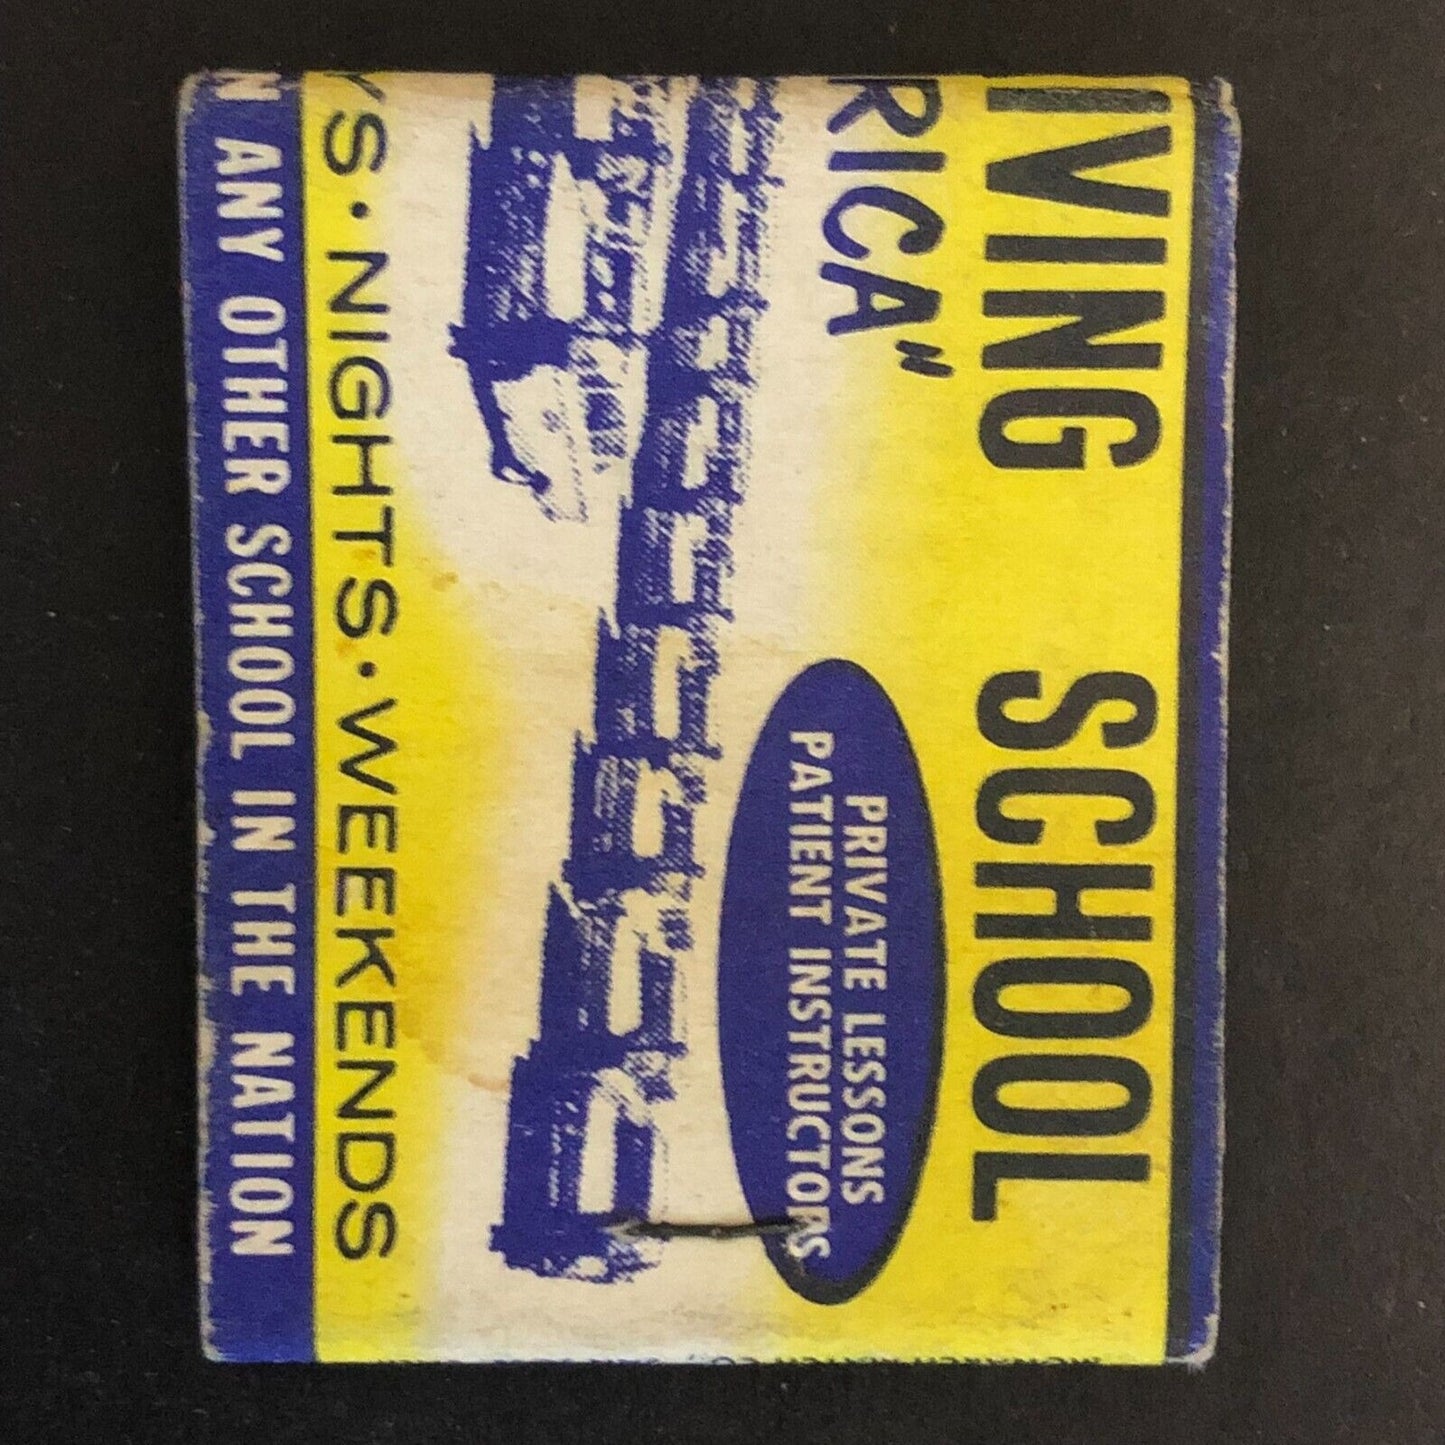 IVING SCHOOL
RICA"
PRIVATE LESSONS
PATIENT INSTRUCTORS
YS • NIGHTS • WEEKENDS
N ANY OTHER SCHOOL IN THE NATION